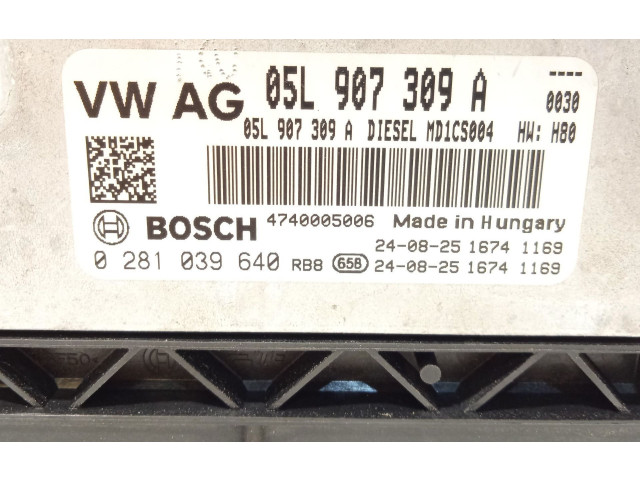 VW AG 05L 907 309 A ----
0030
05L 907 309 A DIESEL MD1CS004 HW: H80
BOSCH 4740005006 Made in Hungary
24-08-25 1674 1169
0 281 039 640 RB8 658 24-08-25 1674 1169